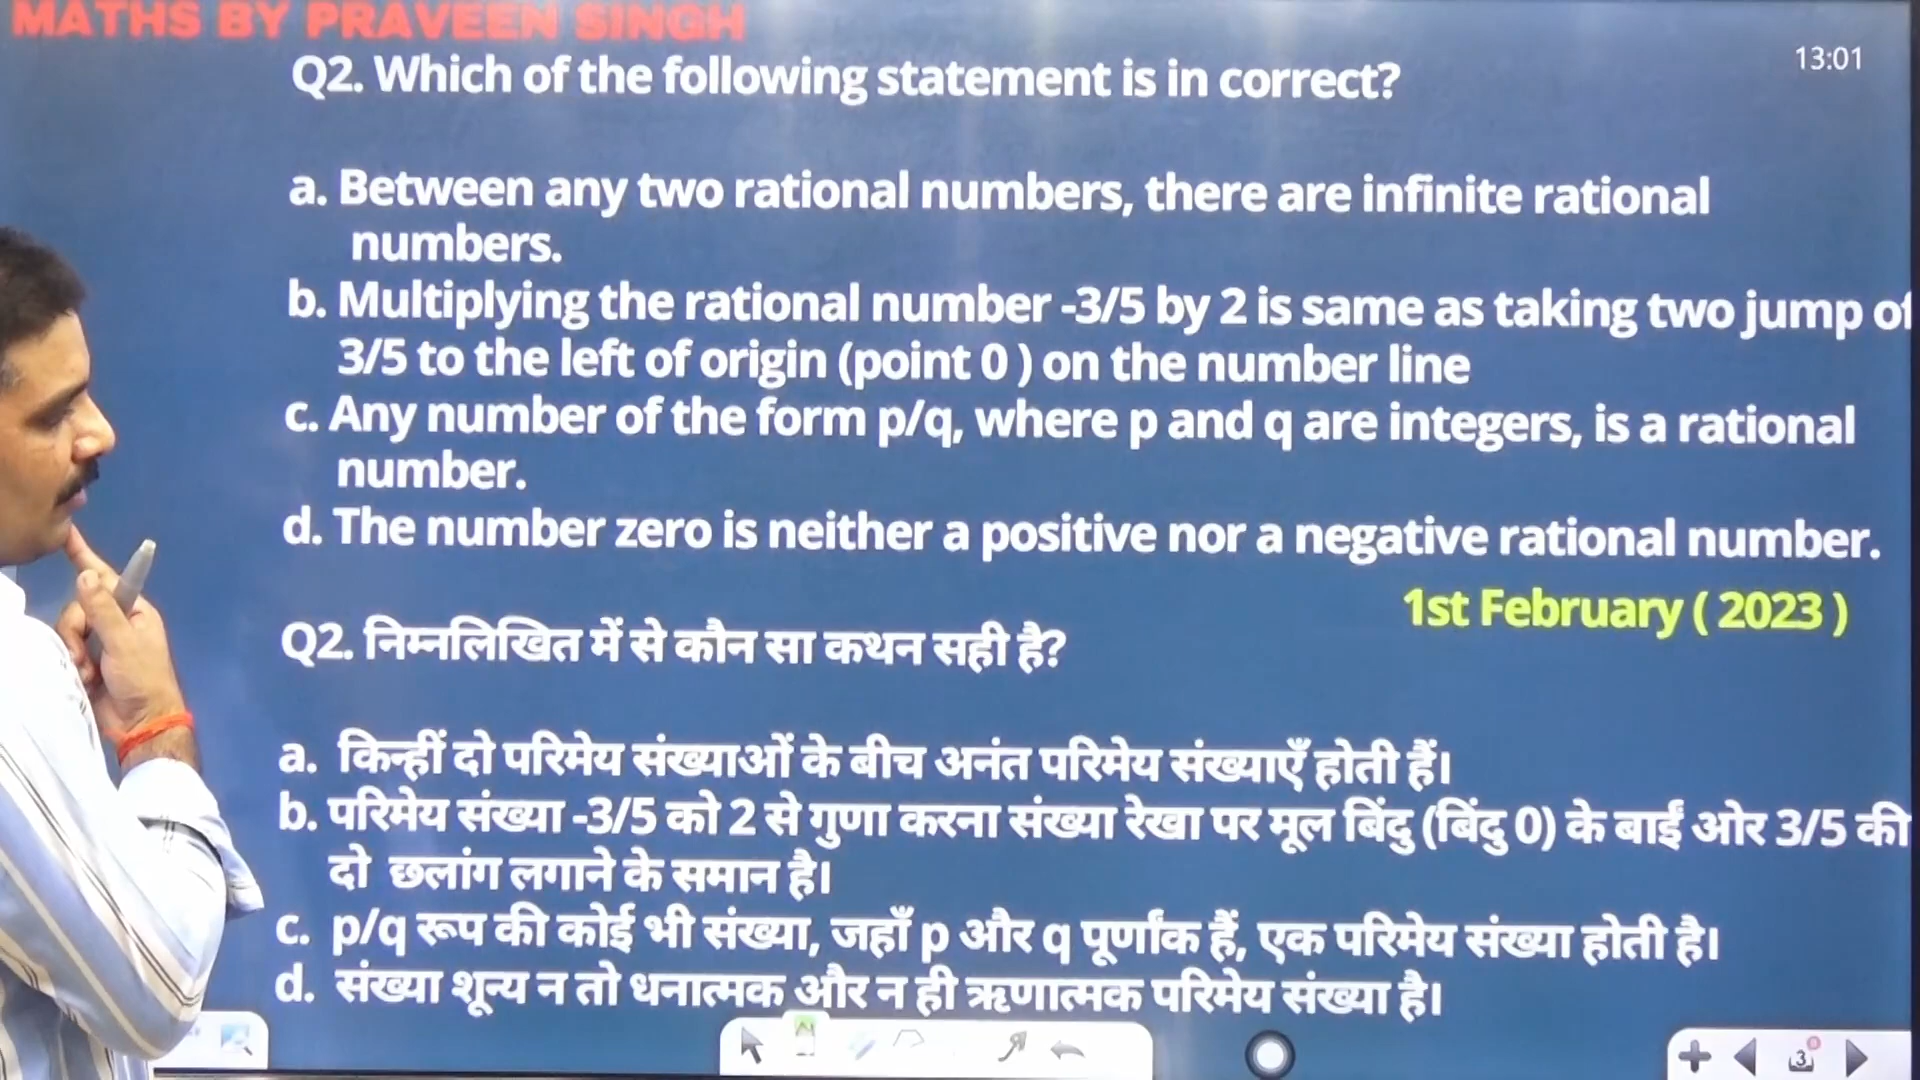 MATHS BY PRAVEEN SINGH
13:01
Q2. Which of the following statement is in correct?
a. Between any two rational numbers, there are infinite rational
numbers.
b. Multiplying the rational number -3/5 by 2 is same as taking two jump of
3/5 to the left of origin (point 0 ) on the number line
c. Any number of the form p/q, where p and q are integers, is a rational
number.
d. The number zero is neither a positive nor a negative rational number.
1st February ( 2023 )
Q2. निम्नलिखित में से कौन सा कथन सही है?
a. किन्हीं दो परिमेय संख्याओं के बीच अनंत परिमेय संख्याएँ होती हैं।
b. परिमेय संख्या -3/5 को 2 से गुणा करना संख्या रेखा पर मूल बिंदु (बिंदु 0) के बाईं ओर 3/5 की
दो छलांग लगाने के समान है।
c. p/q रूप की कोई भी संख्या, जहाँ p और q पूर्णांक हैं, एक परिमेय संख्या होती है।
d. संख्या शून्य न तो धनात्मक और न ही ऋणात्मक परिमेय संख्या है।
3